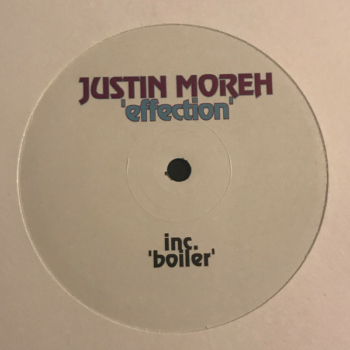 JUSTIN MOREH
'effection'
inc.
'boiler'